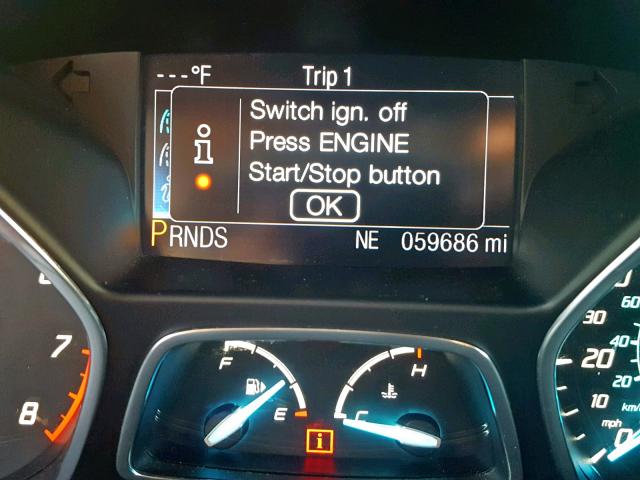 ---°F Trip 1
Switch ign. off
Press ENGINE
Start/Stop button
OK
PRNDS NE 059686 mi
7
8
F
E
H
C
i
30
20
10
0
60
40
20
km/
mph